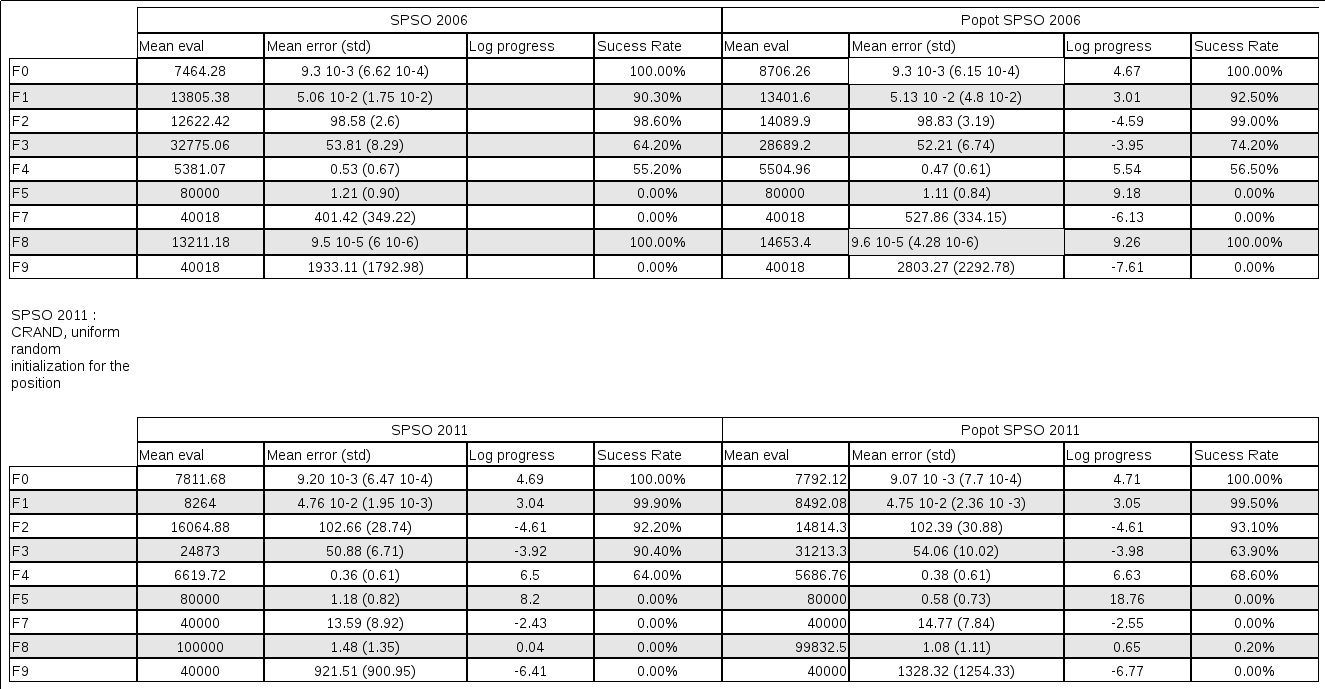 SPSO 2006 Popot SPSO 2006
Mean eval Mean error (std) Log progress Sucess Rate Mean eval Mean error (std) Log progress Sucess Rate
F0 7464.28 9.3 10-3 (6.62 10-4) 100.00% 8706.26 9.3 10-3 (6.15 10-4) 4.67 100.00%
F1 13805.38 5.06 10-2 (1.75 10-2) 90.30% 13401.6 5.13 10 -2 (4.8 10-2) 3.01 92.50%
F2 12622.42 98.58 (2.6) 98.60% 14089.9 98.83 (3.19) -4.59 99.00%
F3 32775.06 53.81 (8.29) 64.20% 28689.2 52.21 (6.74) -3.95 74.20%
F4 5381.07 0.53 (0.67) 55.20% 5504.96 0.47 (0.61) 5.54 56.50%
F5 80000 1.21 (0.90) 0.00% 80000 1.11 (0.84) 9.18 0.00%
F7 40018 401.42 (349.22) 0.00% 40018 527.86 (334.15) -6.13 0.00%
F8 13211.18 9.5 10-5 (6 10-6) 100.00% 14653.4 9.6 10-5 (4.28 10-6) 9.26 100.00%
F9 40018 1933.11 (1792.98) 0.00% 40018 2803.27 (2292.78) -7.61 0.00%
SPSO 2011 :
CRAND, uniform
random
initialization for the
position
SPSO 2011 Popot SPSO 2011
Mean eval Mean error (std) Log progress Sucess Rate Mean eval Mean error (std) Log progress Sucess Rate
F0 7811.68 9.20 10-3 (6.47 10-4) 4.69 100.00% 7792.12 9.07 10 -3 (7.7 10-4) 4.71 100.00%
F1 8264 4.76 10-2 (1.95 10-3) 3.04 99.90% 8492.08 4.75 10-2 (2.36 10 -3) 3.05 99.50%
F2 16064.88 102.66 (28.74) -4.61 92.20% 14814.3 102.39 (30.88) -4.61 93.10%
F3 24873 50.88 (6.71) -3.92 90.40% 31213.3 54.06 (10.02) -3.98 63.90%
F4 6619.72 0.36 (0.61) 6.5 64.00% 5686.76 0.38 (0.61) 6.63 68.60%
F5 80000 1.18 (0.82) 8.2 0.00% 80000 0.58 (0.73) 18.76 0.00%
F7 40000 13.59 (8.92) -2.43 0.00% 40000 14.77 (7.84) -2.55 0.00%
F8 100000 1.48 (1.35) 0.04 0.00% 99832.5 1.08 (1.11) 0.65 0.20%
F9 40000 921.51 (900.95) -6.41 0.00% 40000 1328.32 (1254.33) -6.77 0.00%